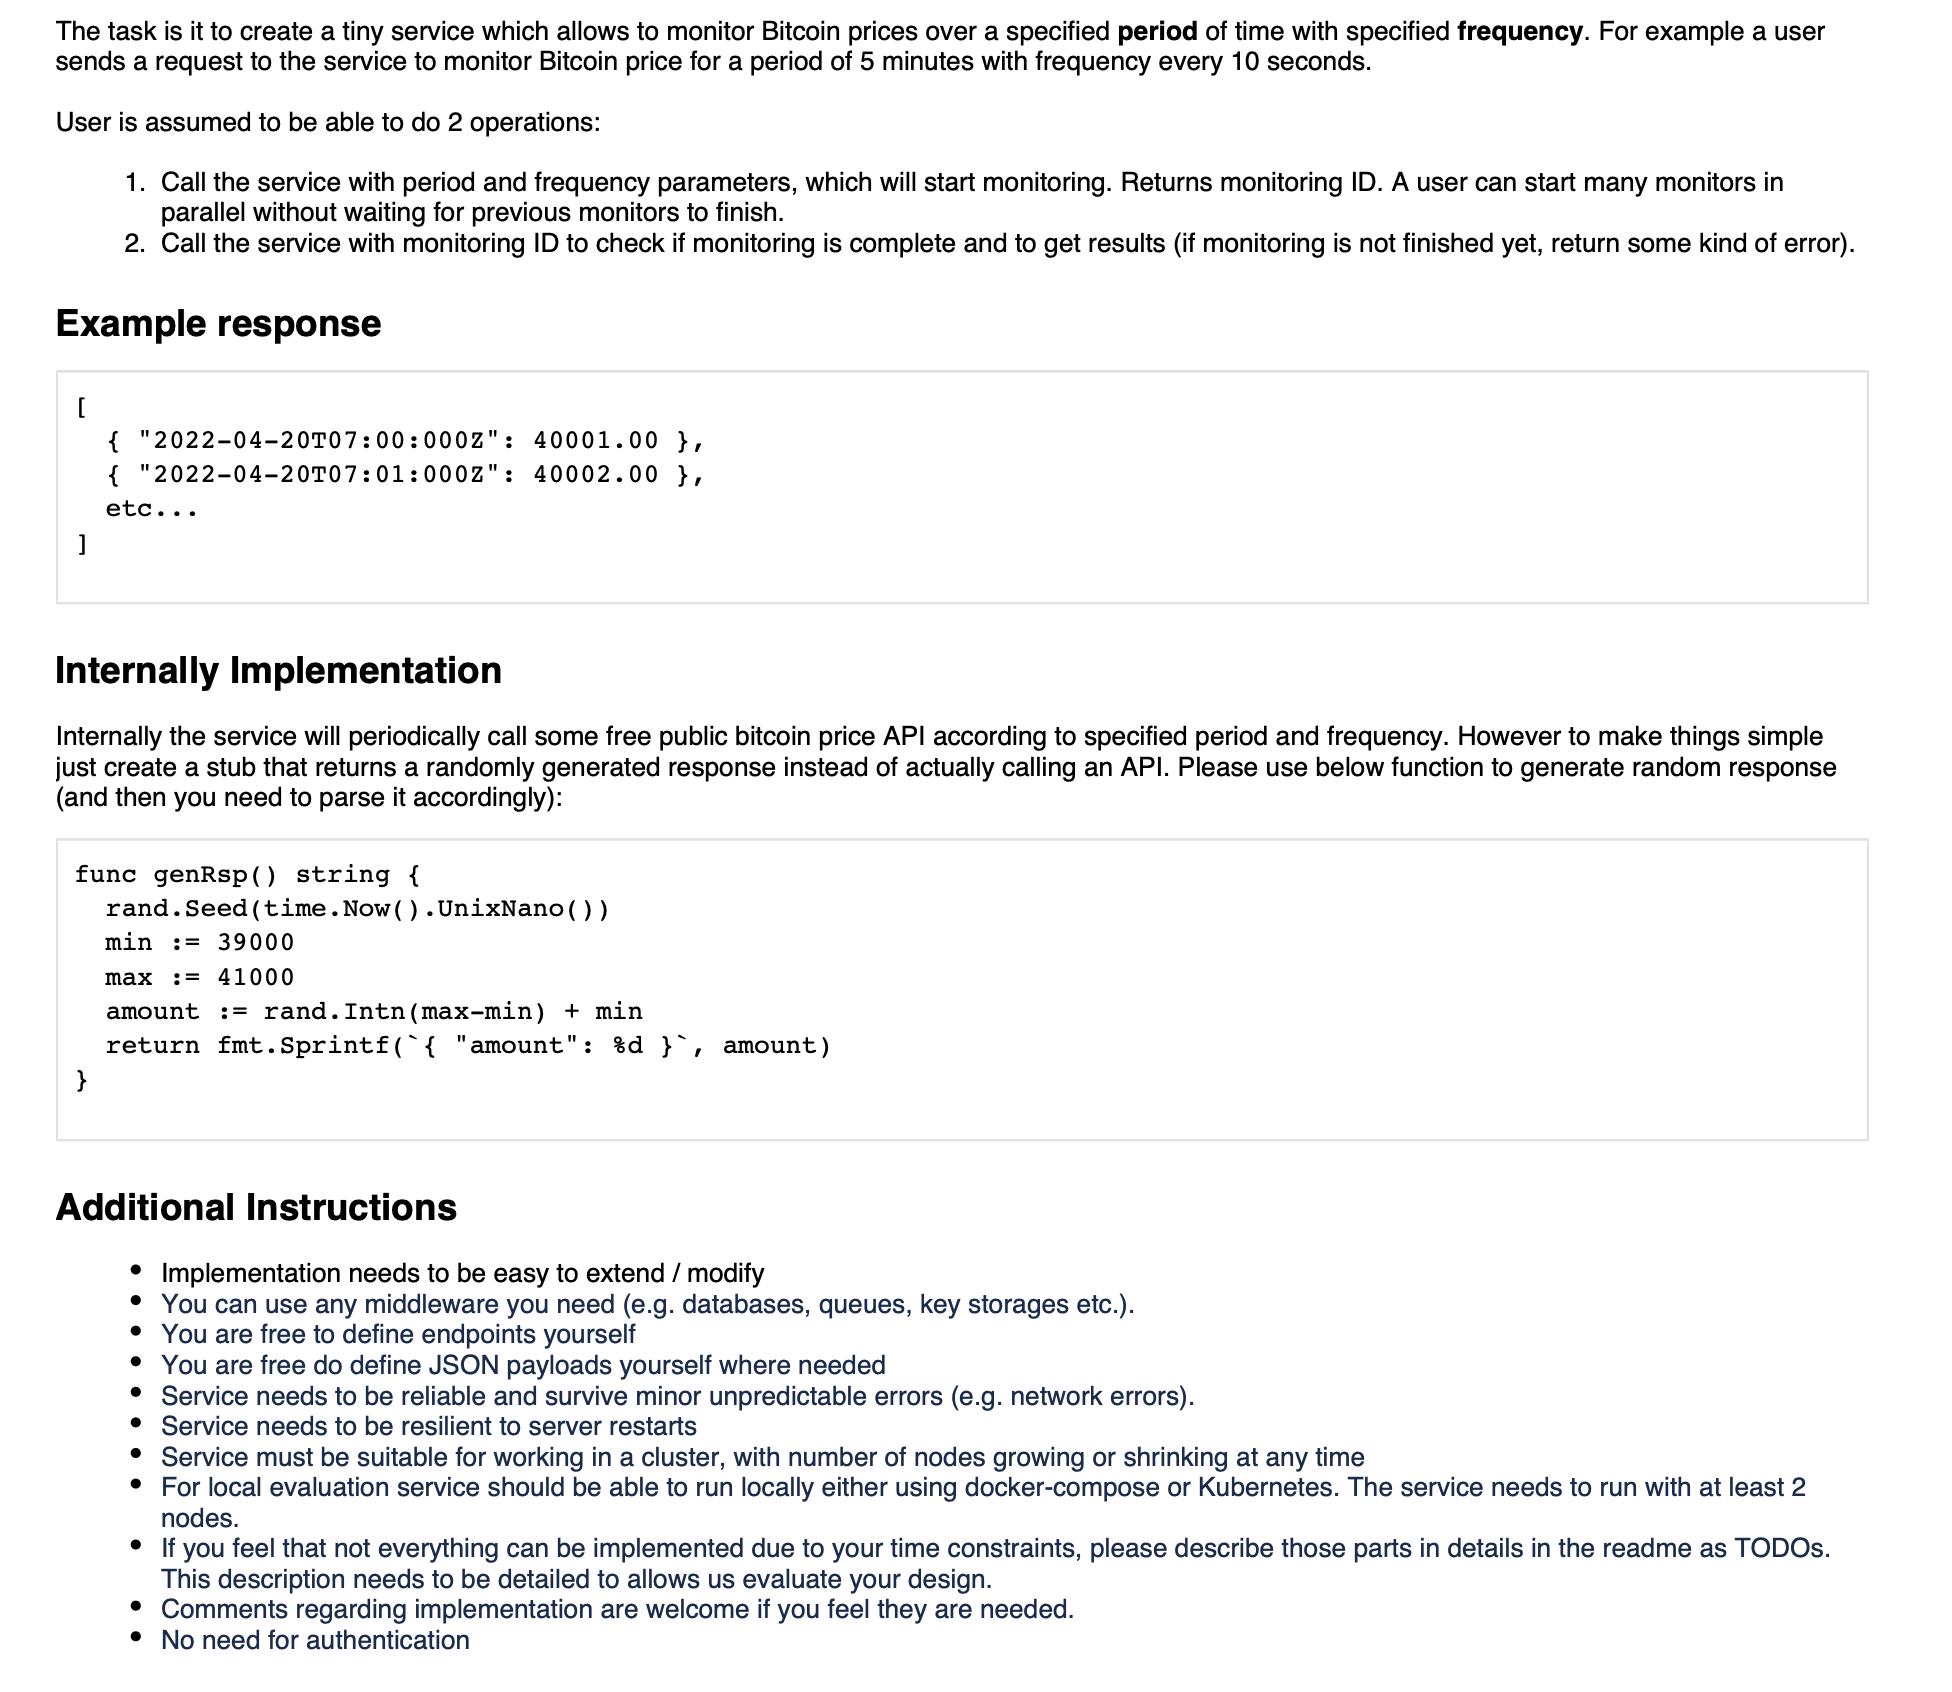 The task is it to create a tiny service which allows to monitor Bitcoin prices over a specified period of time with specified frequency. For example a user
sends a request to the service to monitor Bitcoin price for a period of 5 minutes with frequency every 10 seconds.
User is assumed to be able to do 2 operations:
1. Call the service with period and frequency parameters, which will start monitoring. Returns monitoring ID. A user can start many monitors in
parallel without waiting for previous monitors to finish.
2. Call the service with monitoring ID to check if monitoring is complete and to get results (if monitoring is not finished yet, return some kind of error).
Example response
[
{ "2022-04-20T07:00:000Z": 40001.00 },
{ "2022-04-20T07:01:000Z": 40002.00 },
etc...
]
Internally Implementation
Internally the service will periodically call some free public bitcoin price API according to specified period and frequency. However to make things simple
just create a stub that returns a randomly generated response instead of actually calling an API. Please use below function to generate random response
(and then you need to parse it accordingly):
func genRsp() string {
rand.Seed(time.Now().UnixNano())
min := 39000
max := 41000
amount := rand.Intn(max-min) + min
return fmt.Sprintf(`{ "amount": %d }`, amount)
}
Additional Instructions
• Implementation needs to be easy to extend / modify
• You can use any middleware you need (e.g. databases, queues, key storages etc.).
• You are free to define endpoints yourself
• You are free do define JSON payloads yourself where needed
• Service needs to be reliable and survive minor unpredictable errors (e.g. network errors).
• Service needs to be resilient to server restarts
• Service must be suitable for working in a cluster, with number of nodes growing or shrinking at any time
• For local evaluation service should be able to run locally either using docker-compose or Kubernetes. The service needs to run with at least 2
nodes.
• If you feel that not everything can be implemented due to your time constraints, please describe those parts in details in the readme as TODOs.
This description needs to be detailed to allows us evaluate your design.
• Comments regarding implementation are welcome if you feel they are needed.
• No need for authentication